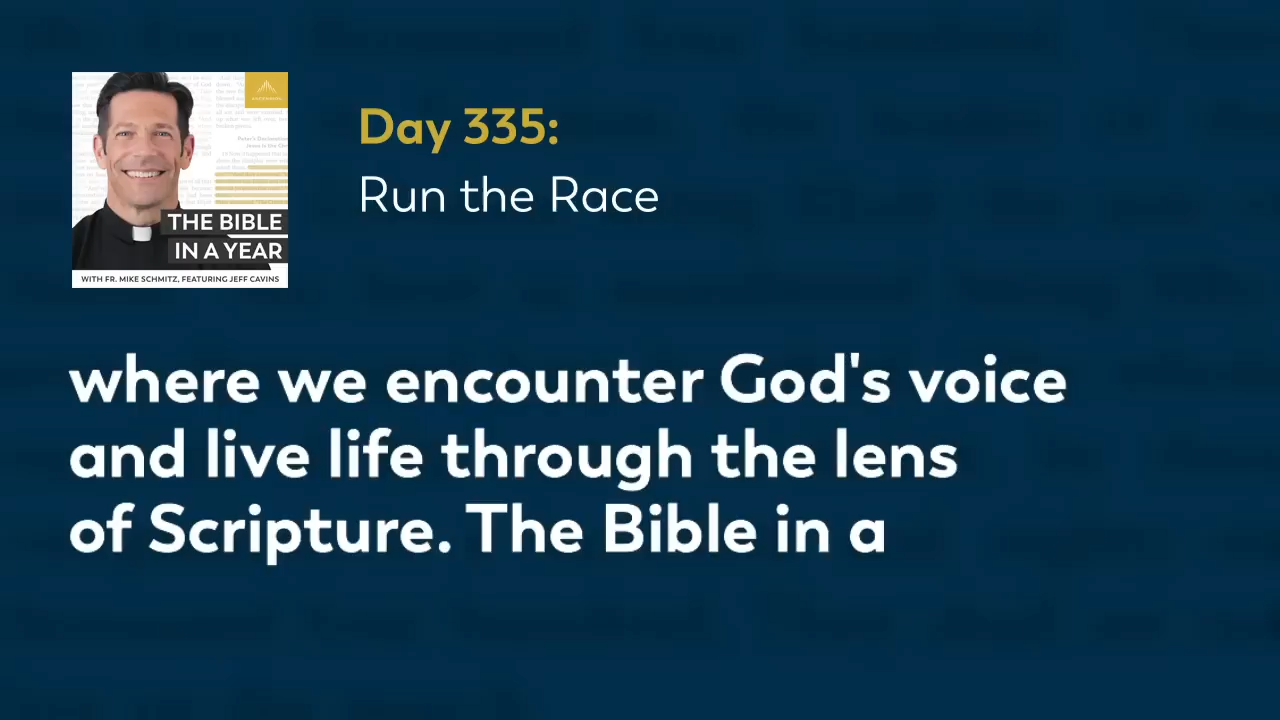 Day 335:
Run the Race
THE BIBLE
IN A YEAR
WITH FR. MIKE SCHMITZ, FEATURING JEFF CAVINS
where we encounter God's voice
and live life through the lens
of Scripture. The Bible in a